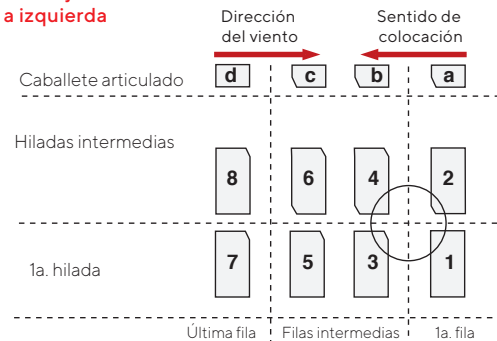 a izquierda
Dirección
del viento
Sentido de
colocación
Caballete articulado
d c b a
Hiladas intermedias
8 6 4 2
1a. hilada
7 5 3 1
Última fila Filas intermedias 1a. fila